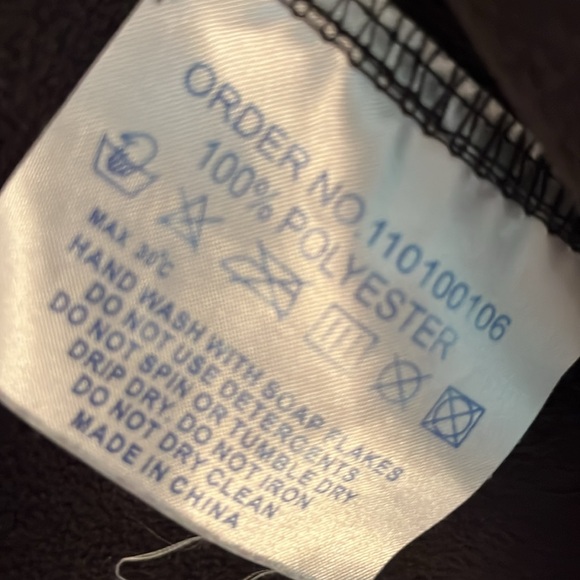 ORDER NO.110100106
100% POLYESTER
MAX 30°C
HAND WASH WITH SOAP FLAKES
DO NOT USE DETERGENTS
DO NOT SPIN OR TUMBLE DRY
DRIP DRY. DO NOT IRON
DO NOT DRY CLEAN
MADE IN CHINA